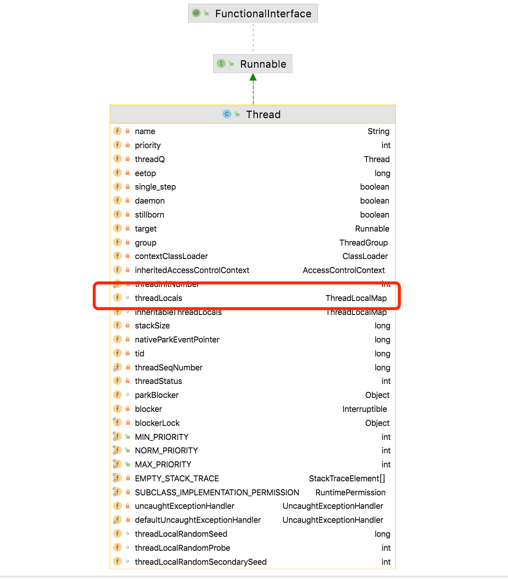 FunctionalInterface
Runnable
Thread
name String
priority int
threadQ Thread
eetop long
single_step boolean
daemon boolean
stillborn boolean
target Runnable
group ThreadGroup
contextClassLoader ClassLoader
inheritedAccessControlContext AccessControlContext
threadInitNumber int
threadLocals ThreadLocalMap
inheritableThreadLocals ThreadLocalMap
stackSize long
nativeParkEventPointer long
tid long
threadSeqNumber long
threadStatus int
parkBlocker Object
blocker Interruptible
blockerLock Object
MIN_PRIORITY int
NORM_PRIORITY int
MAX_PRIORITY int
EMPTY_STACK_TRACE StackTraceElement[]
SUBCLASS_IMPLEMENTATION_PERMISSION RuntimePermission
uncaughtExceptionHandler UncaughtExceptionHandler
defaultUncaughtExceptionHandler UncaughtExceptionHandler
threadLocalRandomSeed long
threadLocalRandomProbe int
threadLocalRandomSecondarySeed int